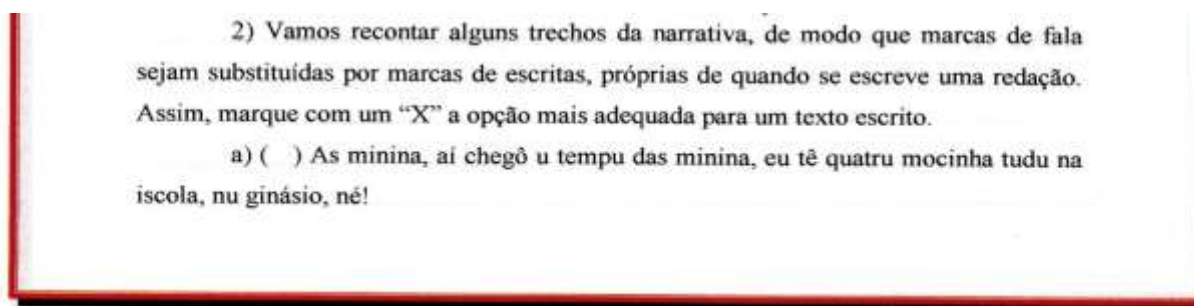 2) Vamos recontar alguns trechos da narrativa, de modo que marcas de fala
sejam substituídas por marcas de escritas, próprias de quando se escreve uma redação.
Assim, marque com um “X” a opção mais adequada para um texto escrito.
a) (   ) As minina, aí chegô u tempu das minina, eu tê quatru mocinha tudu na
iscola, nu ginásio, né!